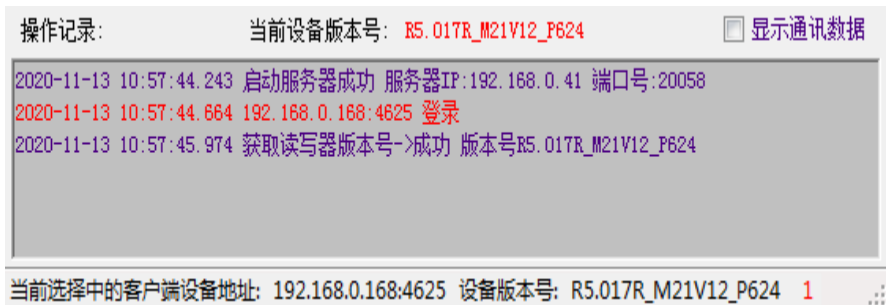 操作记录: 当前设备版本号: R5.017R_M21V12_P624 显示通讯数据
2020-11-13 10:57:44.243 启动服务器成功 服务器IP:192.168.0.41 端口号:20058
2020-11-13 10:57:44.664 192.168.0.168:4625 登录
2020-11-13 10:57:45.974 获取读写器版本号->成功 版本号R5.017R_M21V12_P624
当前选择中的客户端设备地址: 192.168.0.168:4625 设备版本号: R5.017R_M21V12_P624 1